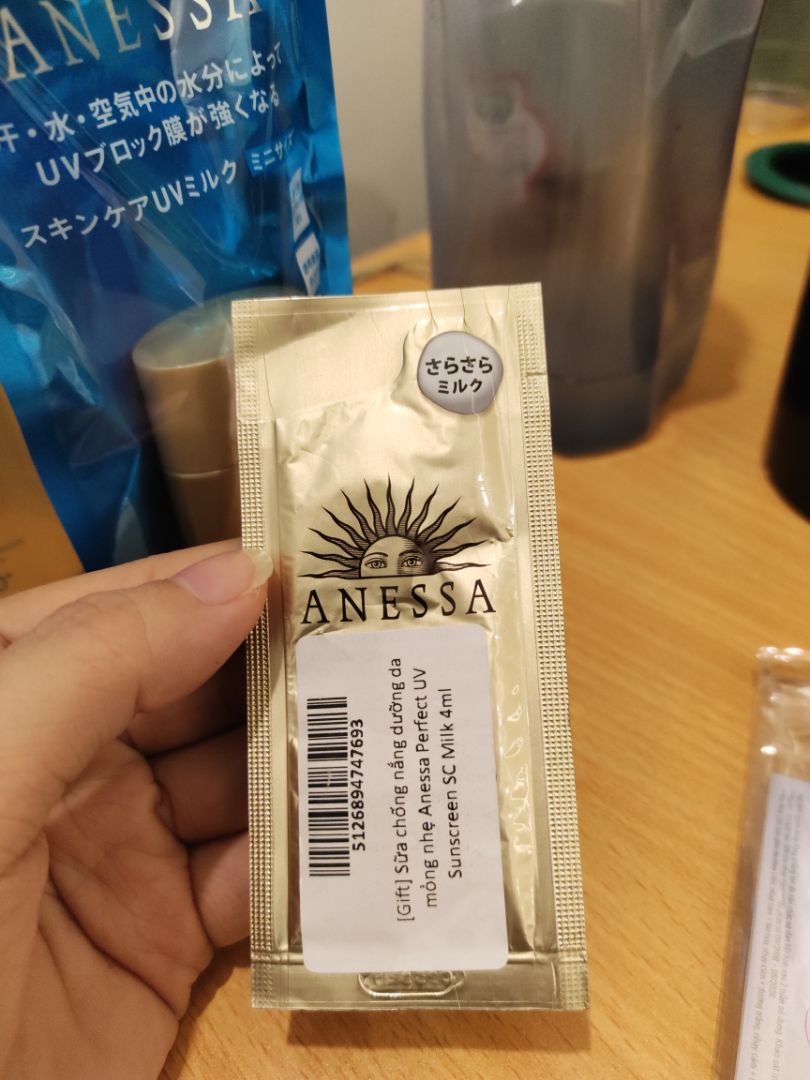 ANESSA
汗・水・空気中の水分によって
UVブロック膜が強くなる
スキンケアUVミルク ミニサイズ
さらさら
ミルク
ANESSA
5126894747693
[Gift] Sữa chống nắng dưỡng da
mỏng nhẹ Anessa Perfect UV
Sunscreen SC Milk 4ml